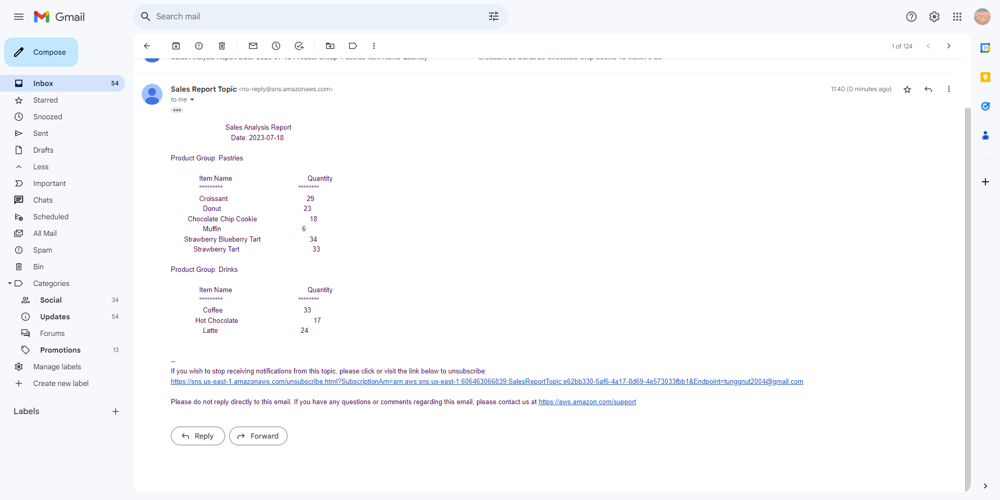 Gmail
Search mail
Compose
1 of 124
Inbox 54
Starred
Snoozed
Sent
Drafts
Less
Important
Chats
Scheduled
All Mail
Spam
Bin
Categories
Social 34
Updates 54
Forums
Promotions 13
Manage labels
Create new label
Labels
31
Sales Report Topic <no-reply@sns.amazonaws.com>
11:40 (0 minutes ago)
to me
Sales Analysis Report
Date: 2023-07-18
Product Group: Pastries
Item Name Quantity
********* ********
Croissant 29
Donut 23
Chocolate Chip Cookie 18
Muffin 6
Strawberry Blueberry Tart 34
Strawberry Tart 33
Product Group: Drinks
Item Name Quantity
********* ********
Coffee 33
Hot Chocolate 17
Latte 24
--
If you wish to stop receiving notifications from this topic, please click or visit the link below to unsubscribe:
https://sns.us-east-1.amazonaws.com/unsubscribe.html?SubscriptionArn=arn:aws:sns:us-east-1:606463066839:SalesReportTopic:e62bb330-5af6-4a17-8d69-4e573033fbb1&Endpoint=tunggnut2004@gmail.com
Please do not reply directly to this email. If you have any questions or comments regarding this email, please contact us at https://aws.amazon.com/support
Reply
Forward